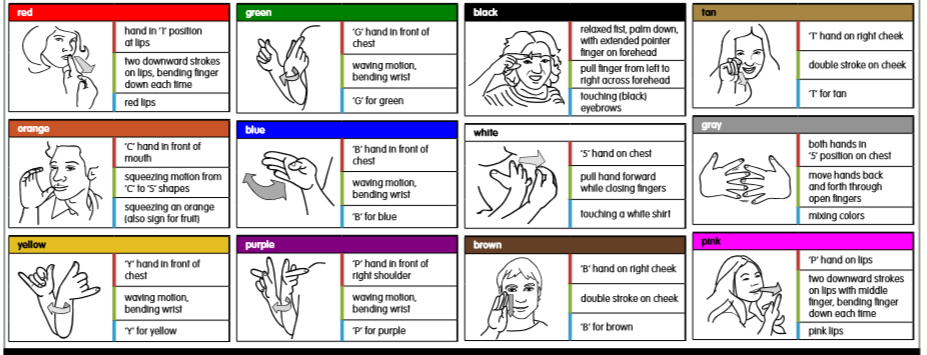 red
hand in '1' position
at lips
two downward strokes
on lips, bending finger
down each time
red lips
green
'G' hand in front of
chest
waving motion,
bending wrist
'G' for green
black
relaxed fist, palm down,
with extended pointer
finger on forehead
pull finger from left to
right across forehead
touching (black)
eyebrows
tan
'T' hand on right cheek
double stroke on cheek
'T' for tan
orange
'C' hand in front of
mouth
squeezing motion from
'C' to 'S' shapes
squeezing an orange
(also sign for fruit)
blue
'B' hand in front of
chest
waving motion,
bending wrist
'B' for blue
white
'5' hand on chest
pull hand forward
while closing fingers
touching a white shirt
gray
both hands in
'5' position on chest
move hands back
and forth through
open fingers
mixing colors
yellow
'Y' hand in front of
chest
waving motion,
bending wrist
'Y' for yellow
purple
'P' hand in front of
right shoulder
waving motion,
bending wrist
'P' for purple
brown
'B' hand on right cheek
double stroke on cheek
'B' for brown
pink
'P' hand on lips
two downward strokes
on lips with middle
finger, bending finger
down each time
pink lips